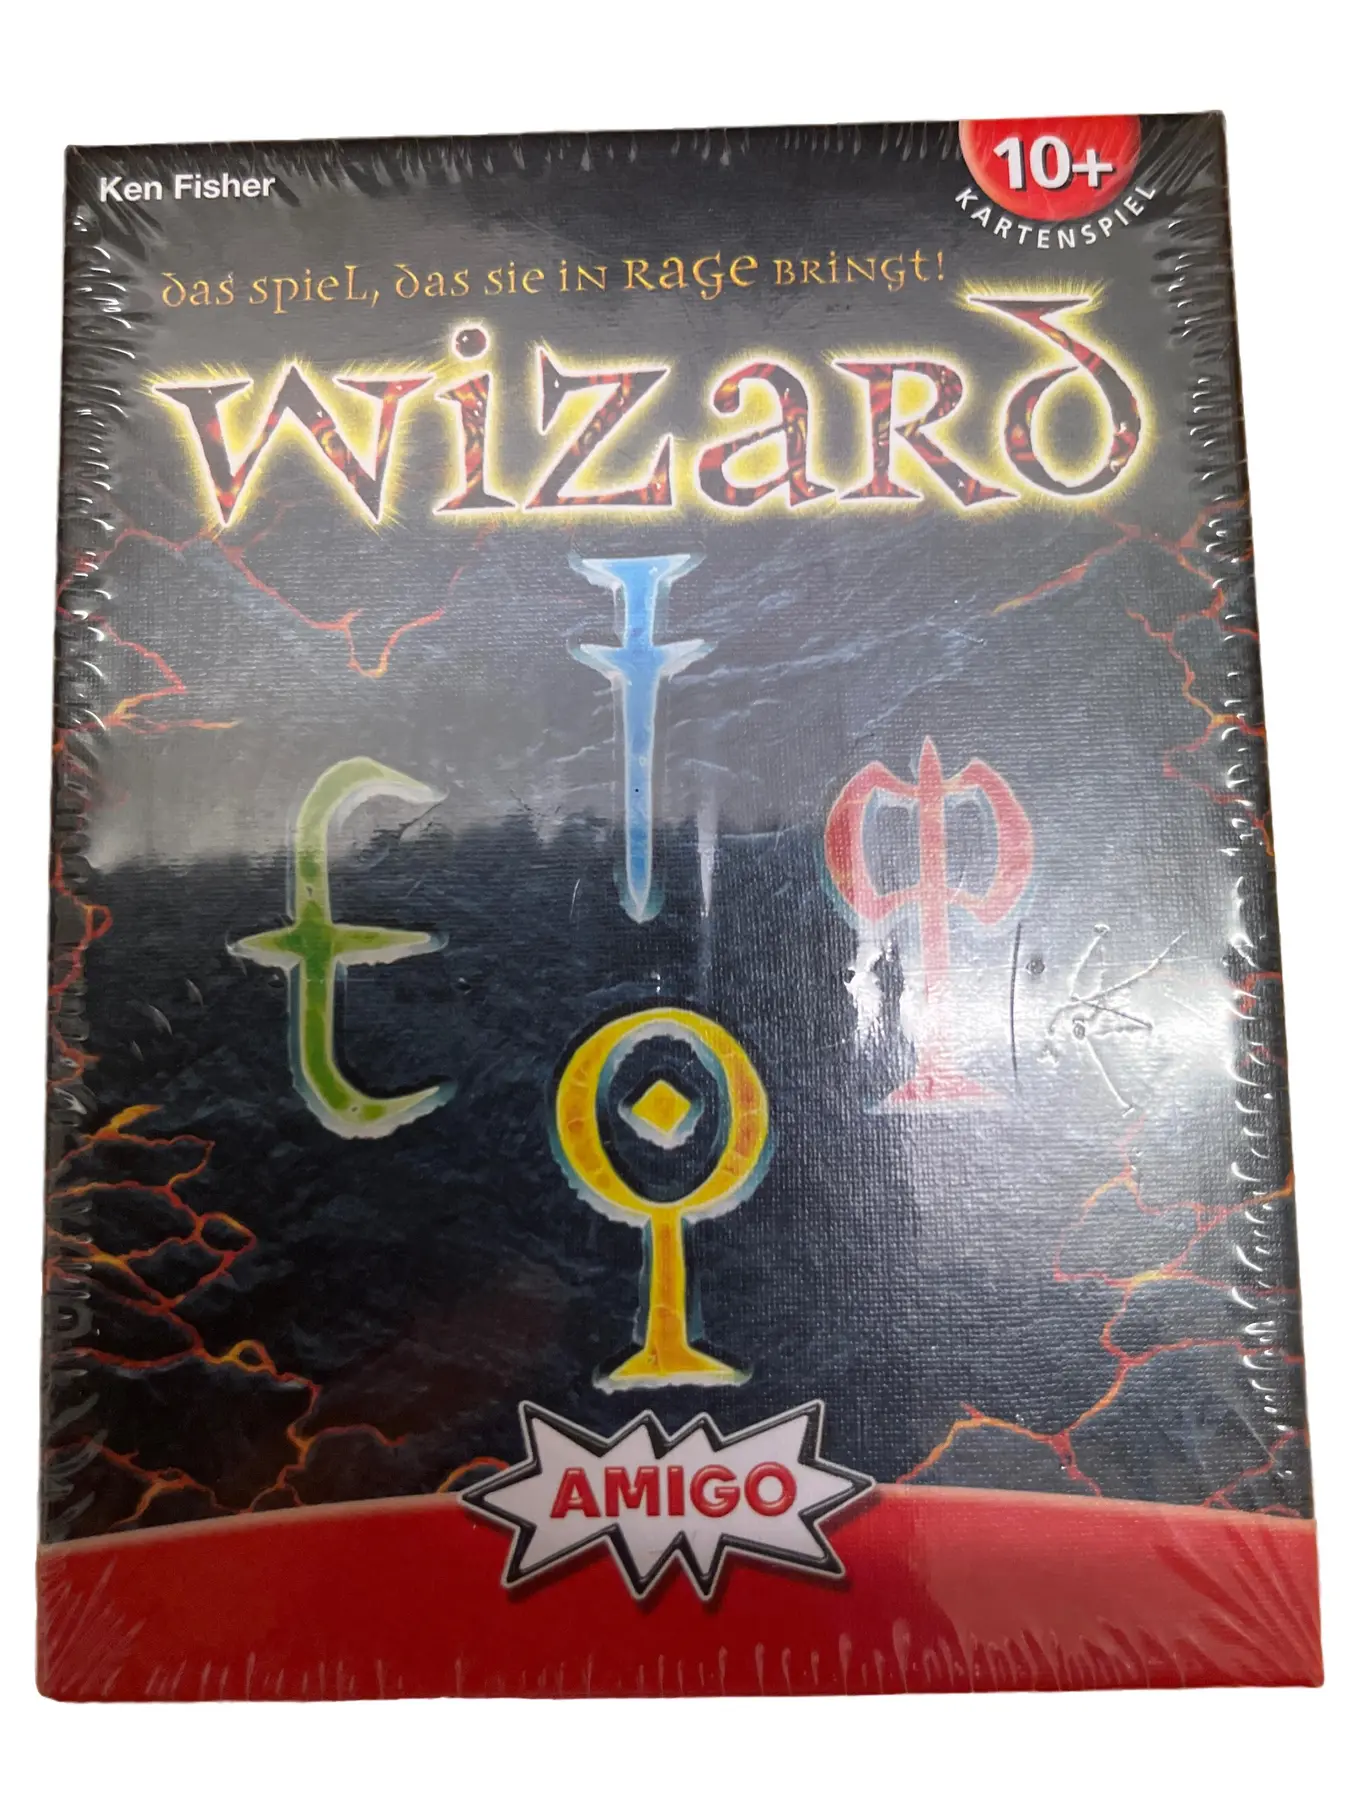 Ken Fisher
10+
KARTENSPIEL
das spiel, das sie in Rage bringt!
wizard
AMIGO